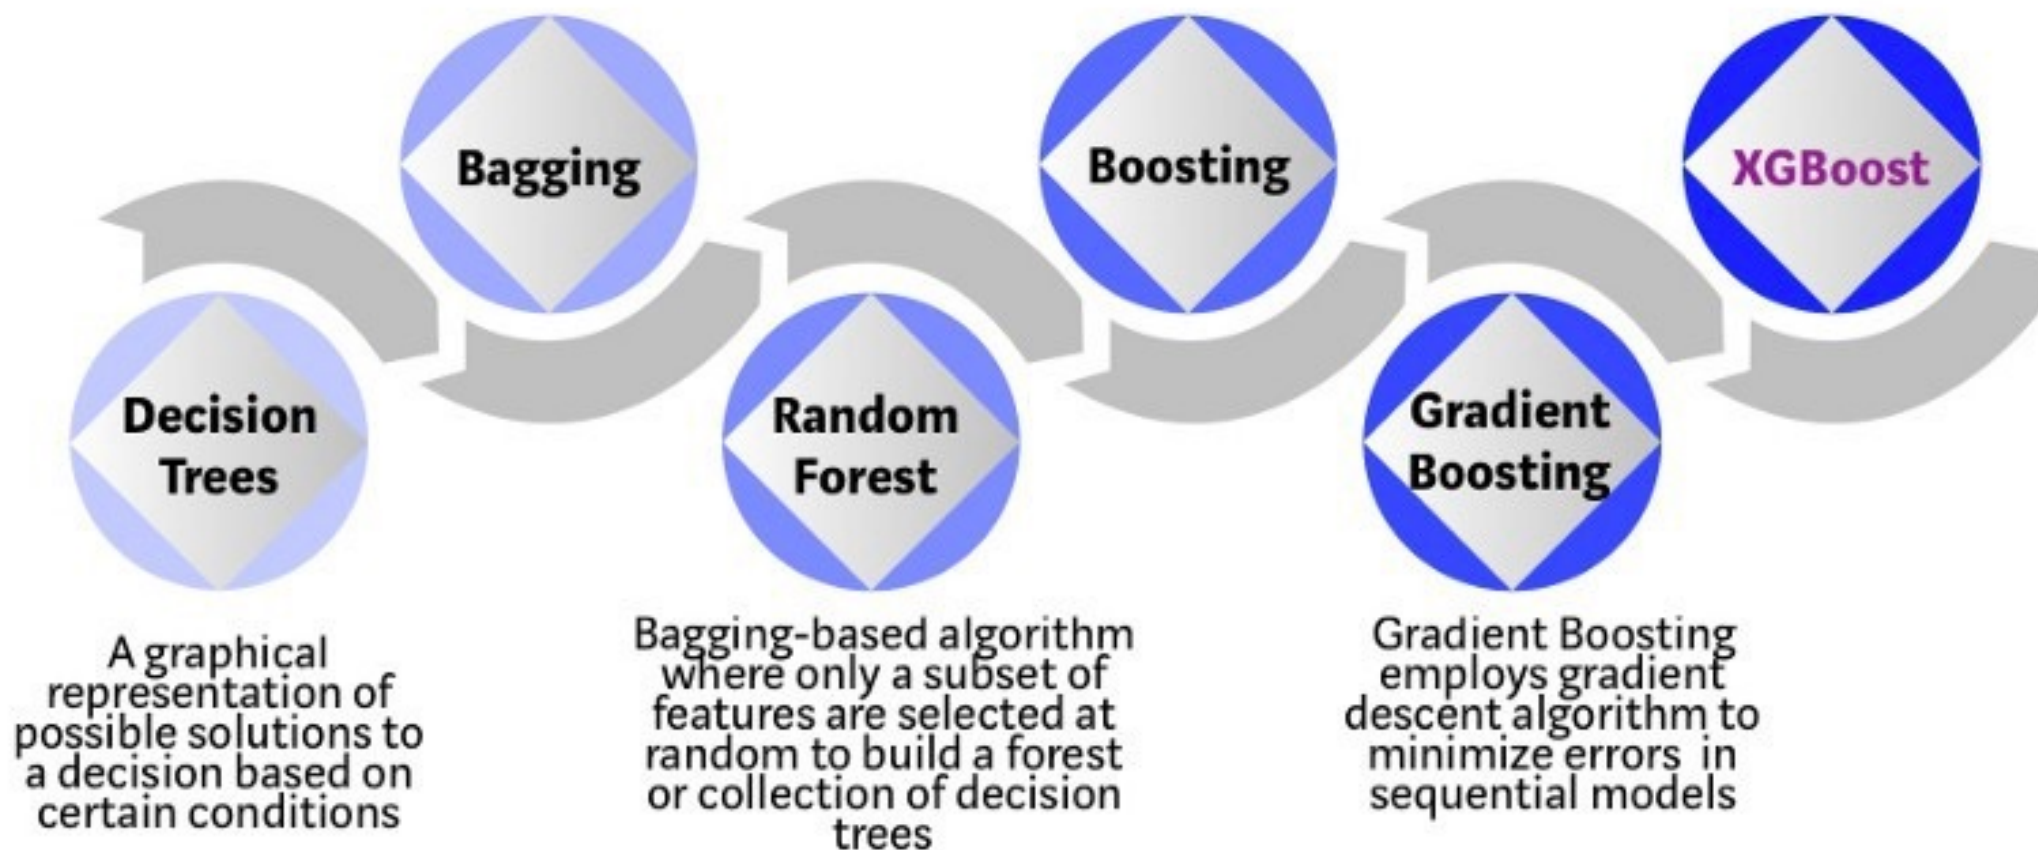 Bagging
Boosting
XGBoost
Decision
Trees
Random
Forest
Gradient
Boosting
A graphical
representation of
possible solutions to
a decision based on
certain conditions
Bagging-based algorithm
where only a subset of
features are selected at
random to build a forest
or collection of decision
trees
Gradient Boosting
employs gradient
descent algorithm to
minimize errors in
sequential models